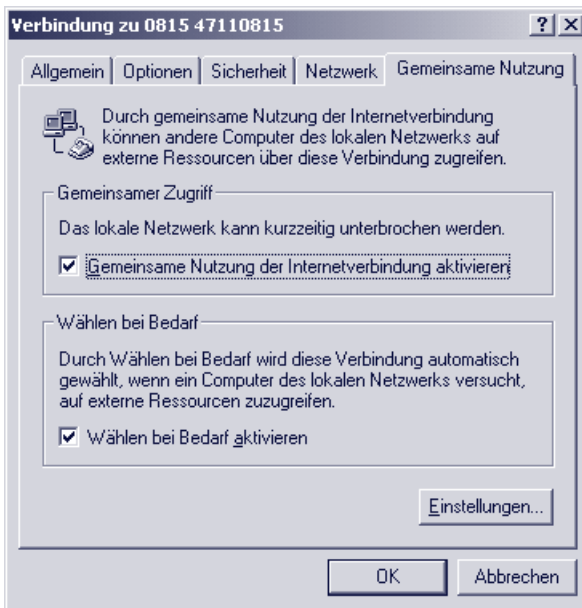 Verbindung zu 0815 47110815
Allgemein Optionen Sicherheit Netzwerk Gemeinsame Nutzung
Durch gemeinsame Nutzung der Internetverbindung
können andere Computer des lokalen Netzwerks auf
externe Ressourcen über diese Verbindung zugreifen.
Gemeinsamer Zugriff
Das lokale Netzwerk kann kurzzeitig unterbrochen werden.
Gemeinsame Nutzung der Internetverbindung aktivieren
Wählen bei Bedarf
Durch Wählen bei Bedarf wird diese Verbindung automatisch
gewählt, wenn ein Computer des lokalen Netzwerks versucht,
auf externe Ressourcen zuzugreifen.
Wählen bei Bedarf aktivieren
Einstellungen...
OK Abbrechen